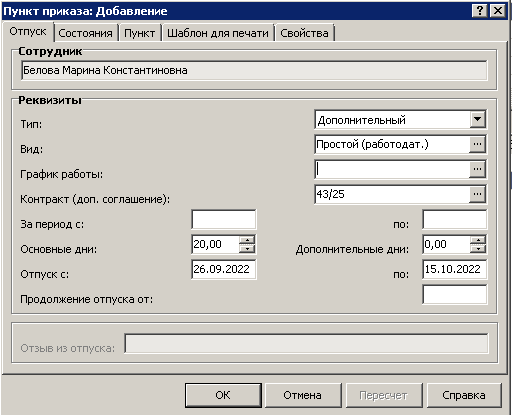 Пункт приказа: Добавление
Отпуск Состояния Пункт Шаблон для печати Свойства
Сотрудник
Белова Марина Константиновна
Реквизиты
Тип: Дополнительный
Вид: Простой (работодат.) ...
График работы: ...
Контракт (доп. соглашение): 43/25 ...
За период с: по:
Основные дни: 20,00 Дополнительные дни: 0,00
Отпуск с: 26.09.2022 по: 15.10.2022
Продолжение отпуска от:
Отзыв из отпуска:
ОК Отмена Пересчет Справка